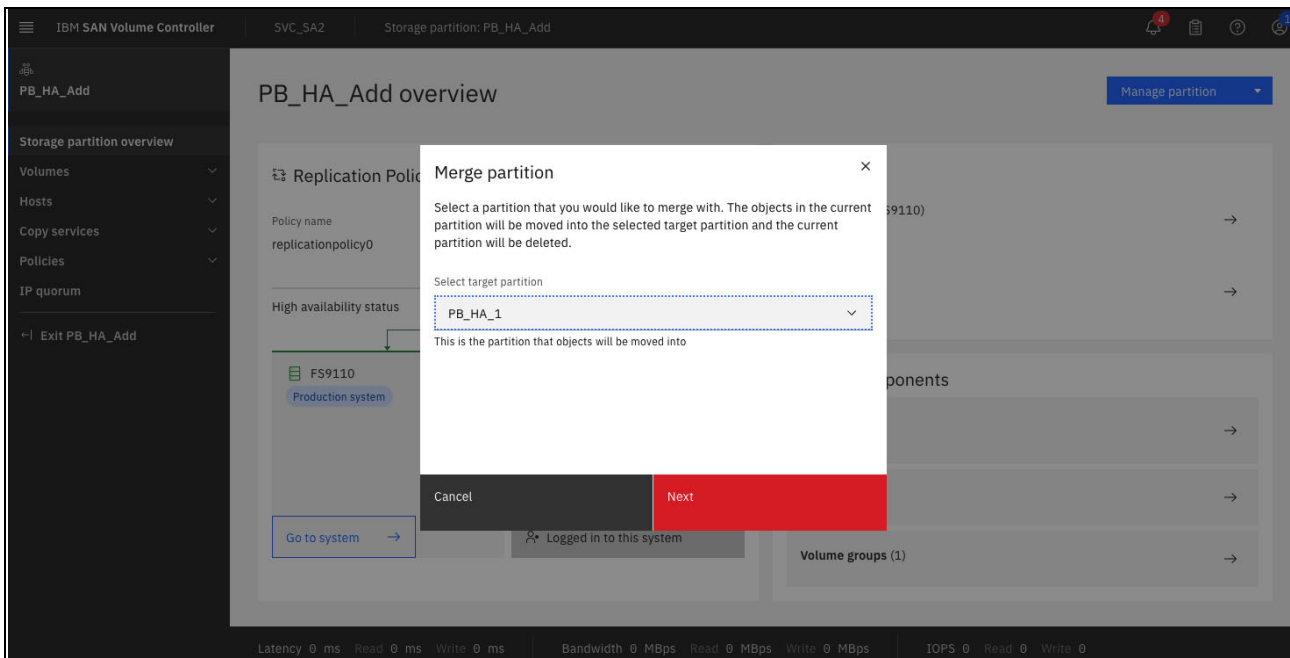 IBM SAN Volume Controller
SVC_SA2
Storage partition: PB_HA_Add
4
1
PB_HA_Add
Storage partition overview
Volumes
Hosts
Copy services
Policies
IP quorum
Exit PB_HA_Add
PB_HA_Add overview
Manage partition
Replication Polic
Policy name
replicationpolicy0
High availability status
FS9110
Production system
Go to system
Logged in to this system
Merge partition
Select a partition that you would like to merge with. The objects in the current
partition will be moved into the selected target partition and the current
partition will be deleted.
Select target partition
PB_HA_1
This is the partition that objects will be moved into
Cancel
Next
S9110)
ponents
Volume groups (1)
Latency 0 ms Read 0 ms Write 0 ms
Bandwidth 0 MBps Read 0 MBps Write 0 MBps
IOPS 0 Read 0 Write 0